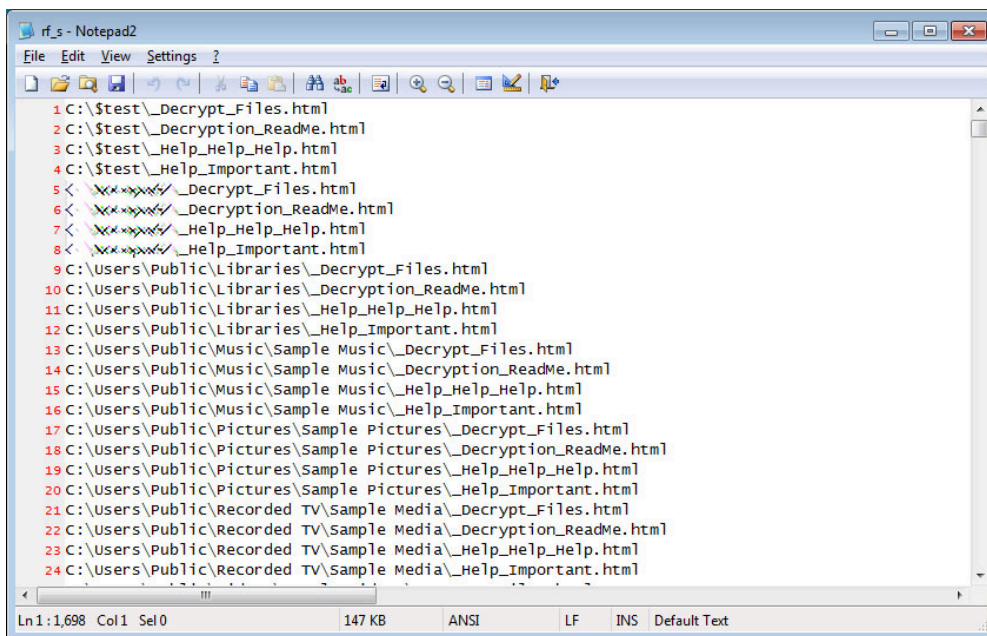 rf_s - Notepad2
File Edit View Settings ?
1 C:\$test\_Decrypt_Files.html
2 C:\$test\_Decryption_ReadMe.html
3 C:\$test\_Help_Help_Help.html
4 C:\$test\_Help_Important.html
5 _Decrypt_Files.html
6 _Decryption_ReadMe.html
7 _Help_Help_Help.html
8 _Help_Important.html
9 C:\Users\Public\Libraries\_Decrypt_Files.html
10 C:\Users\Public\Libraries\_Decryption_ReadMe.html
11 C:\Users\Public\Libraries\_Help_Help_Help.html
12 C:\Users\Public\Libraries\_Help_Important.html
13 C:\Users\Public\Music\Sample Music\_Decrypt_Files.html
14 C:\Users\Public\Music\Sample Music\_Decryption_ReadMe.html
15 C:\Users\Public\Music\Sample Music\_Help_Help_Help.html
16 C:\Users\Public\Music\Sample Music\_Help_Important.html
17 C:\Users\Public\Pictures\Sample Pictures\_Decrypt_Files.html
18 C:\Users\Public\Pictures\Sample Pictures\_Decryption_ReadMe.html
19 C:\Users\Public\Pictures\Sample Pictures\_Help_Help_Help.html
20 C:\Users\Public\Pictures\Sample Pictures\_Help_Important.html
21 C:\Users\Public\Recorded TV\Sample Media\_Decrypt_Files.html
22 C:\Users\Public\Recorded TV\Sample Media\_Decryption_ReadMe.html
23 C:\Users\Public\Recorded TV\Sample Media\_Help_Help_Help.html
24 C:\Users\Public\Recorded TV\Sample Media\_Help_Important.html
Ln 1 : 1,698 Col 1 Sel 0 147 KB ANSI LF INS Default Text